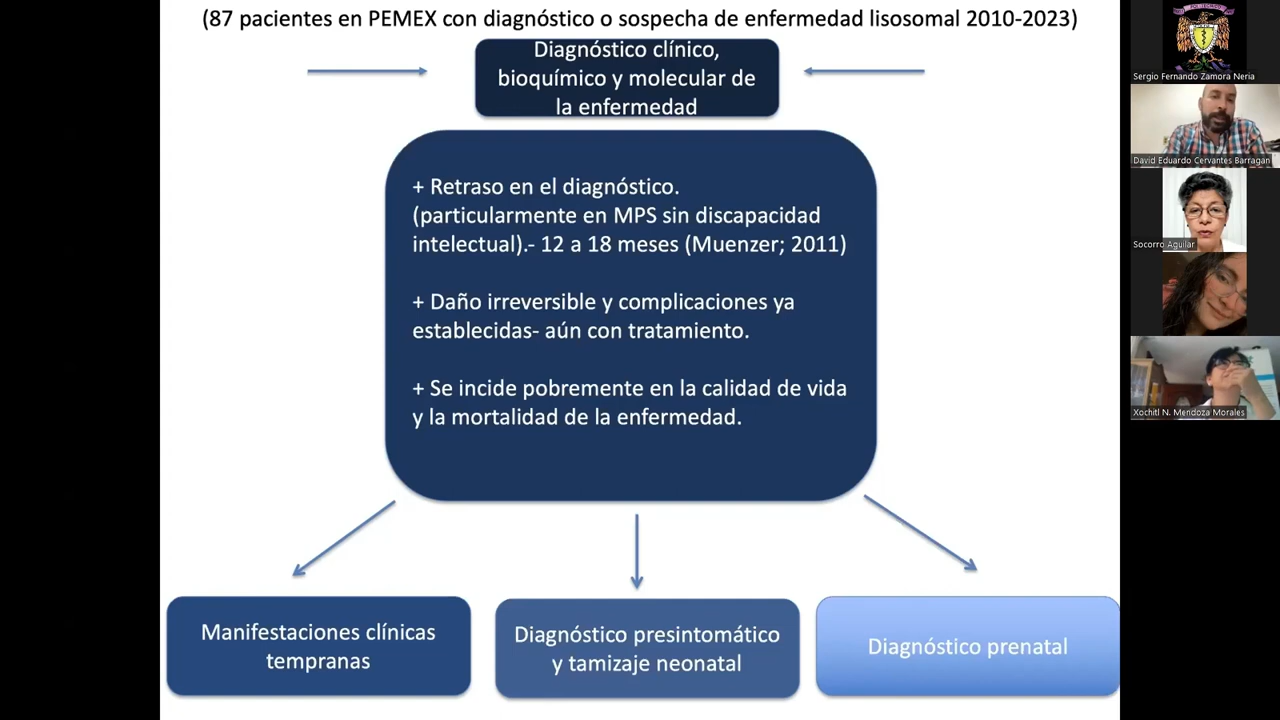 (87 pacientes en PEMEX con diagnóstico o sospecha de enfermedad lisosomal 2010-2023)
Diagnóstico clínico,
bioquímico y molecular de
la enfermedad
+ Retraso en el diagnóstico.
(particularmente en MPS sin discapacidad
intelectual).- 12 a 18 meses (Muenzer; 2011)
+ Daño irreversible y complicaciones ya
establecidas- aún con tratamiento.
+ Se incide pobremente en la calidad de vida
y la mortalidad de la enfermedad.
Manifestaciones clínicas
tempranas
Diagnóstico presintomático
y tamizaje neonatal
Diagnóstico prenatal
Sergio Fernando Zamora Neria
David Eduardo Cervantes Barragan
Socorro Aguilar
Xochitl N. Mendoza Morales